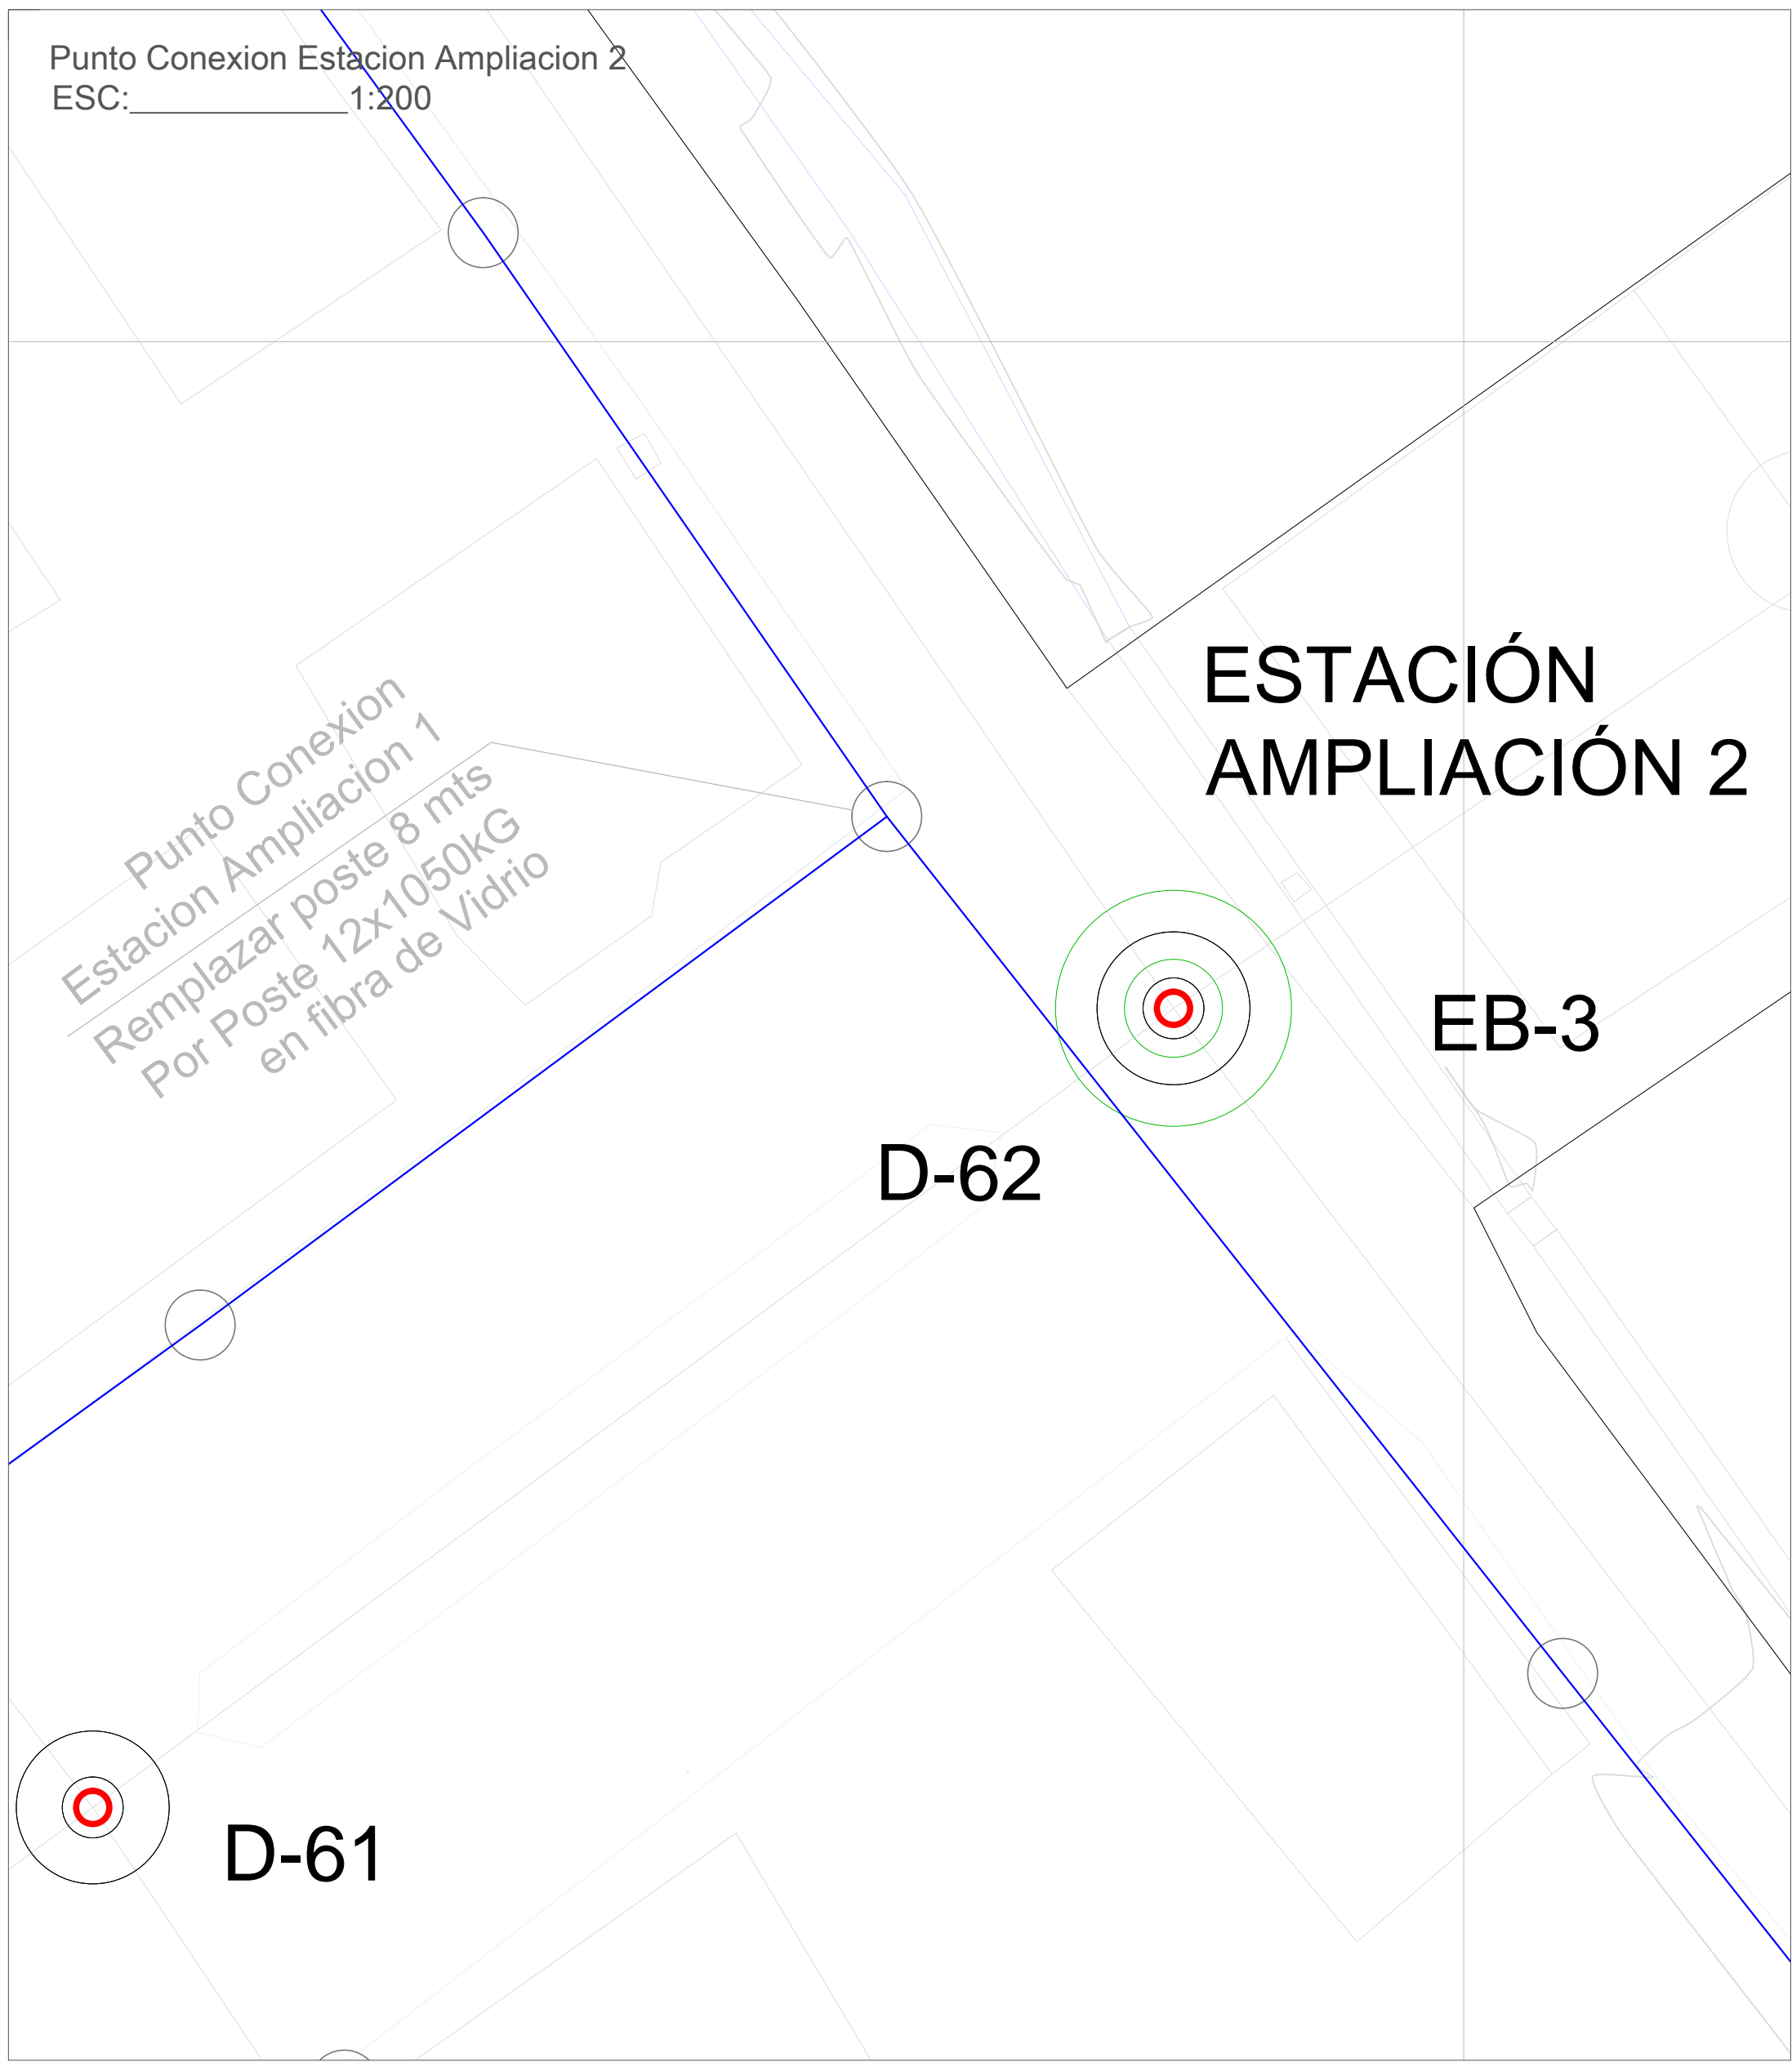 Punto Conexion Estacion Ampliacion 2
ESC:____________1:200
Punto Conexion
Estacion Ampliacion 1
Remplazar poste 8 mts
Por Poste 12x1050kG
en fibra de Vidrio
ESTACIÓN
AMPLIACIÓN 2
EB-3
D-62
D-61